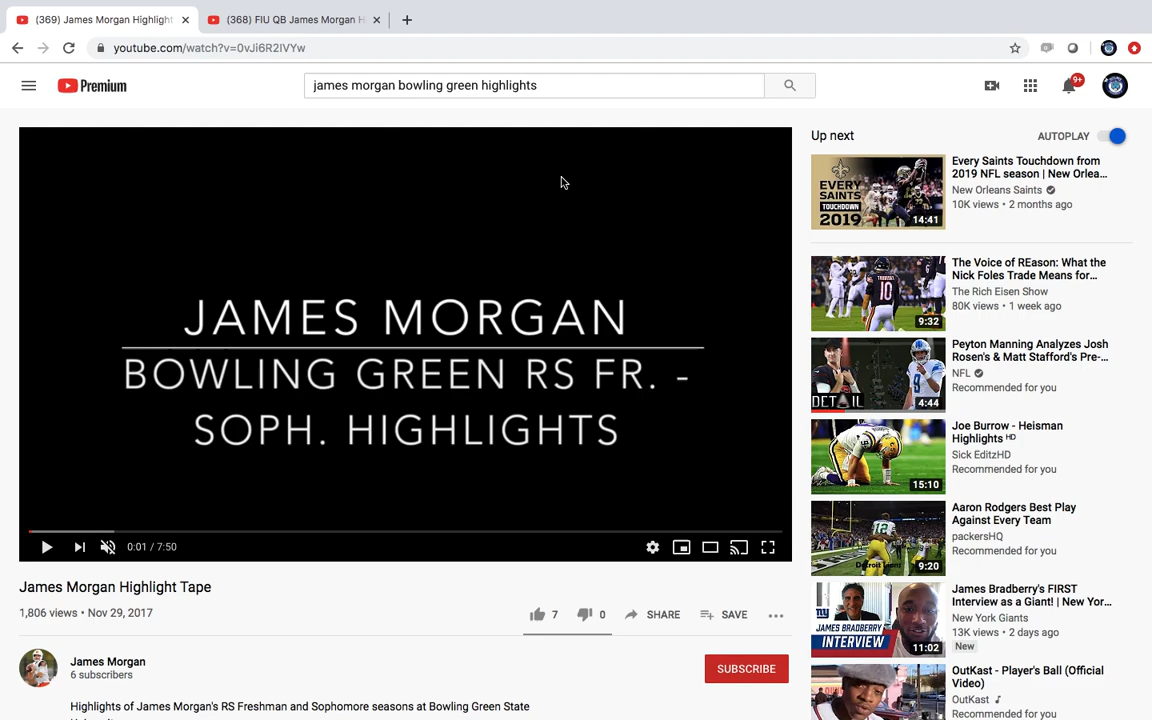 (369) James Morgan Highlight
(368) FIU QB James Morgan H
youtube.com/watch?v=0vJi6R2IVYw
Premium
james morgan bowling green highlights
9+
JAMES MORGAN
BOWLING GREEN RS FR. -
SOPH. HIGHLIGHTS
0:01 / 7:50
James Morgan Highlight Tape
1,806 views • Nov 29, 2017
7
0
SHARE
SAVE
James Morgan
6 subscribers
SUBSCRIBE
Highlights of James Morgan's RS Freshman and Sophomore seasons at Bowling Green State
Up next
AUTOPLAY
EVERY
SAINTS
TOUCHDOWN
2019
14:41
Every Saints Touchdown from
2019 NFL season | New Orlea...
New Orleans Saints
10K views • 2 months ago
10
9:32
The Voice of REason: What the
Nick Foles Trade Means for...
The Rich Eisen Show
80K views • 1 week ago
DETAIL
4:44
Peyton Manning Analyzes Josh
Rosen's & Matt Stafford's Pre-...
NFL
Recommended for you
15:10
Joe Burrow - Heisman
Highlights HD
Sick EditzHD
Recommended for you
12
Detroit Lions
9:20
Aaron Rodgers Best Play
Against Every Team
packersHQ
Recommended for you
ny
GIANTS
JAMES
BRADBERRY
INTERVIEW
11:02
James Bradberry's FIRST
Interview as a Giant! | New Yor...
New York Giants
13K views • 2 days ago
New
OutKast - Player's Ball (Official
Video)
OutKast
Recommended for you